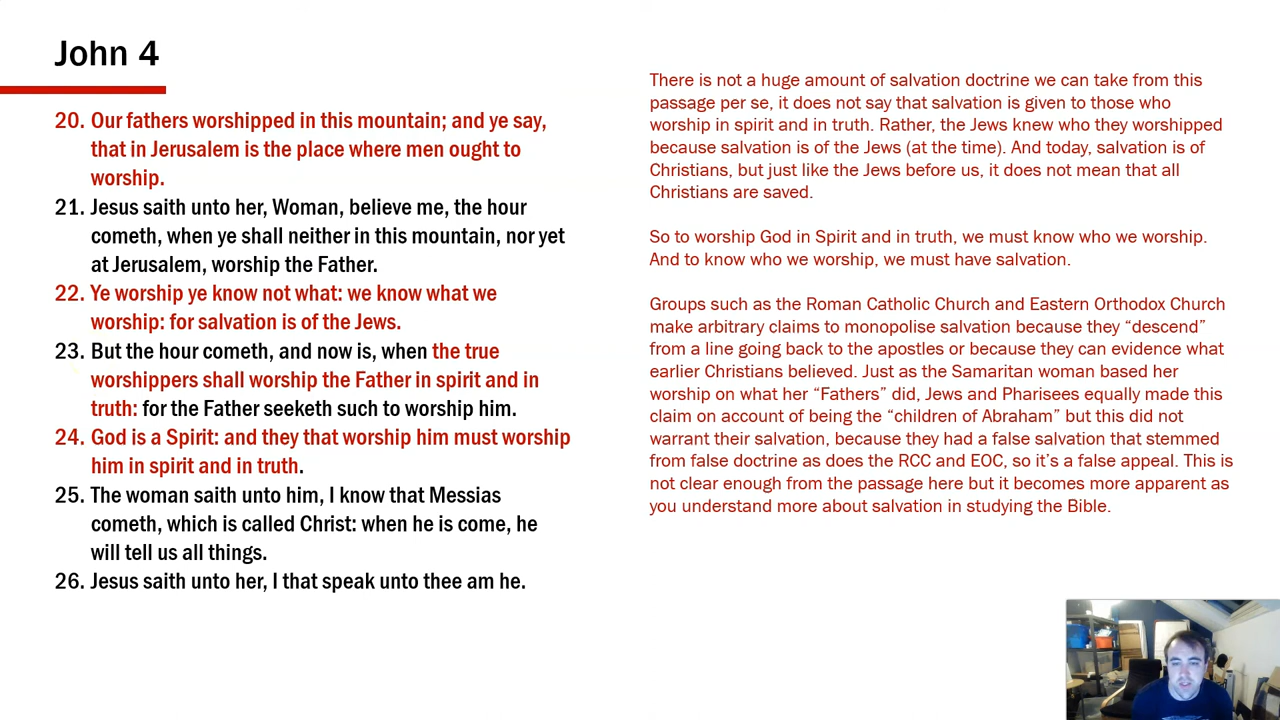 John 4
20. Our fathers worshipped in this mountain; and ye say,
that in Jerusalem is the place where men ought to
worship.
21. Jesus saith unto her, Woman, believe me, the hour
cometh, when ye shall neither in this mountain, nor yet
at Jerusalem, worship the Father.
22. Ye worship ye know not what: we know what we
worship: for salvation is of the Jews.
23. But the hour cometh, and now is, when the true
worshippers shall worship the Father in spirit and in
truth: for the Father seeketh such to worship him.
24. God is a Spirit: and they that worship him must worship
him in spirit and in truth.
25. The woman saith unto him, I know that Messias
cometh, which is called Christ: when he is come, he
will tell us all things.
26. Jesus saith unto her, I that speak unto thee am he.
There is not a huge amount of salvation doctrine we can take from this
passage per se, it does not say that salvation is given to those who
worship in spirit and in truth. Rather, the Jews knew who they worshipped
because salvation is of the Jews (at the time). And today, salvation is of
Christians, but just like the Jews before us, it does not mean that all
Christians are saved.
So to worship God in Spirit and in truth, we must know who we worship.
And to know who we worship, we must have salvation.
Groups such as the Roman Catholic Church and Eastern Orthodox Church
make arbitrary claims to monopolise salvation because they “descend”
from a line going back to the apostles or because they can evidence what
earlier Christians believed. Just as the Samaritan woman based her
worship on what her “Fathers” did, Jews and Pharisees equally made this
claim on account of being the “children of Abraham” but this did not
warrant their salvation, because they had a false salvation that stemmed
from false doctrine as does the RCC and EOC, so it’s a false appeal. This is
not clear enough from the passage here but it becomes more apparent as
you understand more about salvation in studying the Bible.